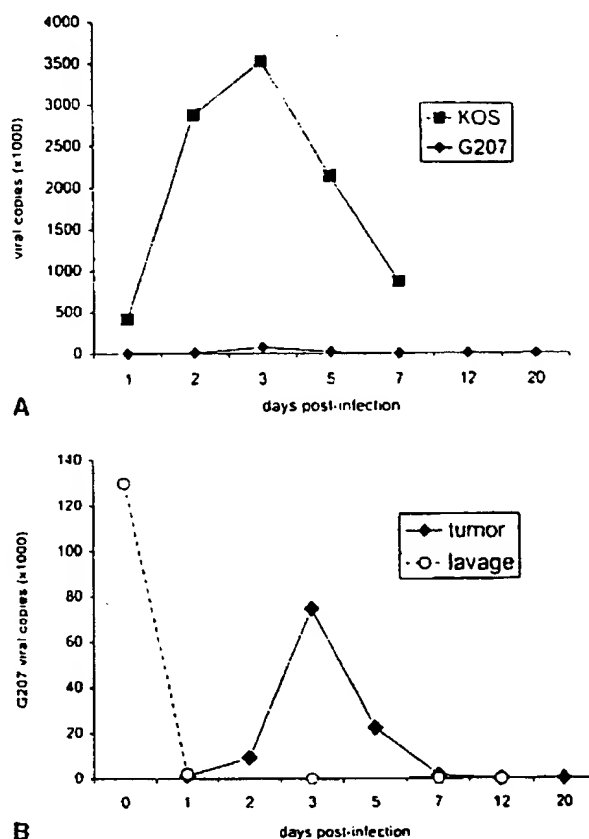 4000
3500
3000
2500
2000
1500
1000
500
0
viral copies (x1000)
KOS
G207
1 2 3 5 7 12 20
days post-infection
A
140
120
100
80
60
40
20
0
G207 viral copies (x1000)
tumor
lavage
0 1 2 3 5 7 12 20
days post-infection
B